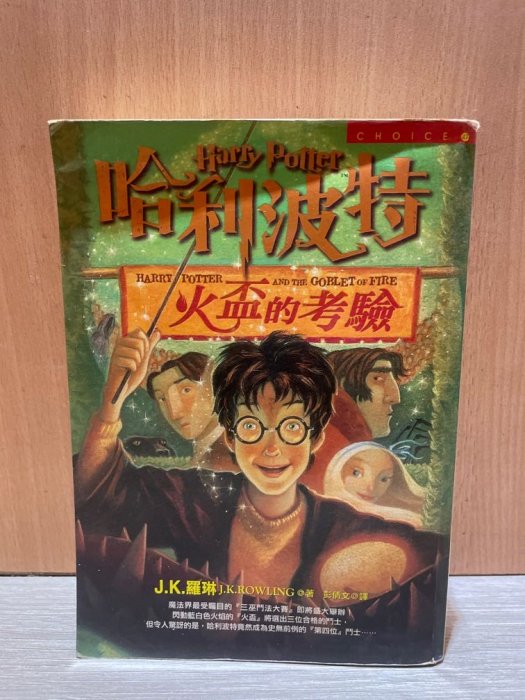 CHOICE
Harry Potter™
哈利波特
HARRY POTTER AND THE GOBLET OF FIRE
火盃的考驗
J.K.羅琳 J.K.ROWLING ◎著 彭倩文◎譯
魔法界最受矚目的『三巫鬥法大賽』即將盛大舉辦！
閃動藍白色火焰的『火盃』將選出三位合格的鬥士，
但令人驚訝的是，哈利波特竟然成為史無前例的『第四位』鬥士……